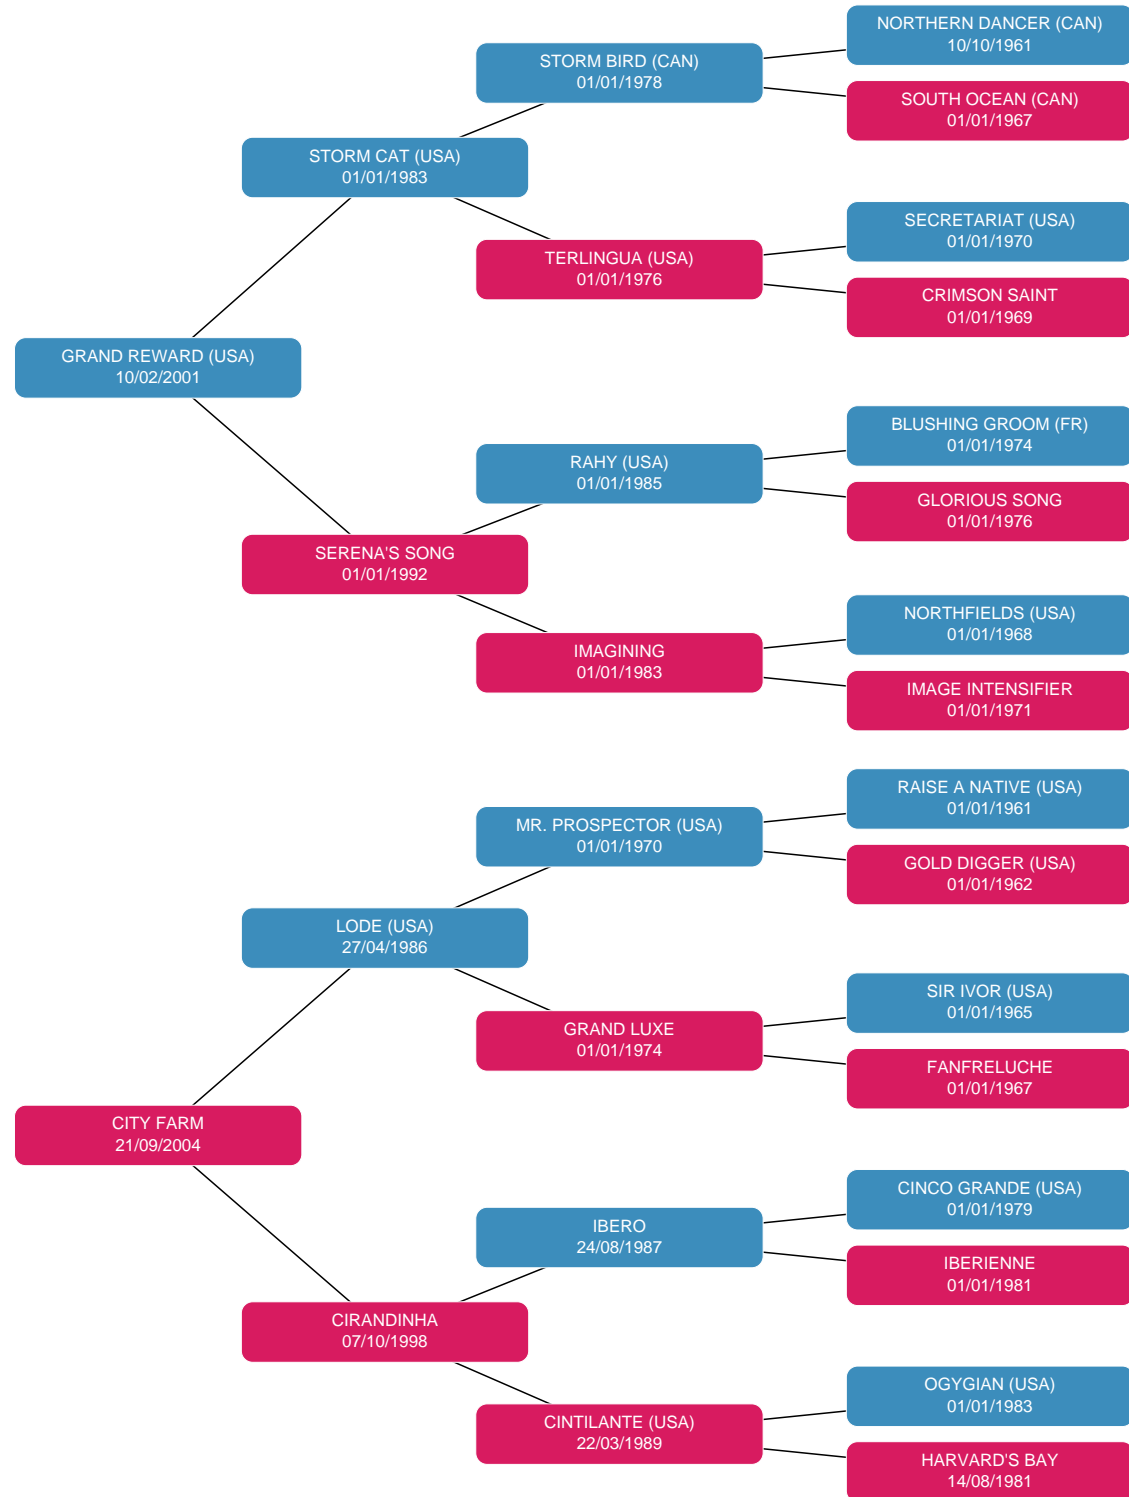 NORTHERN DANCER (CAN)
10/10/1961
STORM BIRD (CAN)
01/01/1978
SOUTH OCEAN (CAN)
01/01/1967
STORM CAT (USA)
01/01/1983
SECRETARIAT (USA)
01/01/1970
TERLINGUA (USA)
01/01/1976
CRIMSON SAINT
01/01/1969
GRAND REWARD (USA)
10/02/2001
BLUSHING GROOM (FR)
01/01/1974
RAHY (USA)
01/01/1985
GLORIOUS SONG
01/01/1976
SERENA'S SONG
01/01/1992
NORTHFIELDS (USA)
01/01/1968
IMAGINING
01/01/1983
IMAGE INTENSIFIER
01/01/1971
RAISE A NATIVE (USA)
01/01/1961
MR. PROSPECTOR (USA)
01/01/1970
GOLD DIGGER (USA)
01/01/1962
LODE (USA)
27/04/1986
SIR IVOR (USA)
01/01/1965
GRAND LUXE
01/01/1974
FANFRELUCHE
01/01/1967
CITY FARM
21/09/2004
CINCO GRANDE (USA)
01/01/1979
IBERO
24/08/1987
IBERIENNE
01/01/1981
CIRANDINHA
07/10/1998
OGYGIAN (USA)
01/01/1983
CINTILANTE (USA)
22/03/1989
HARVARD'S BAY
14/08/1981